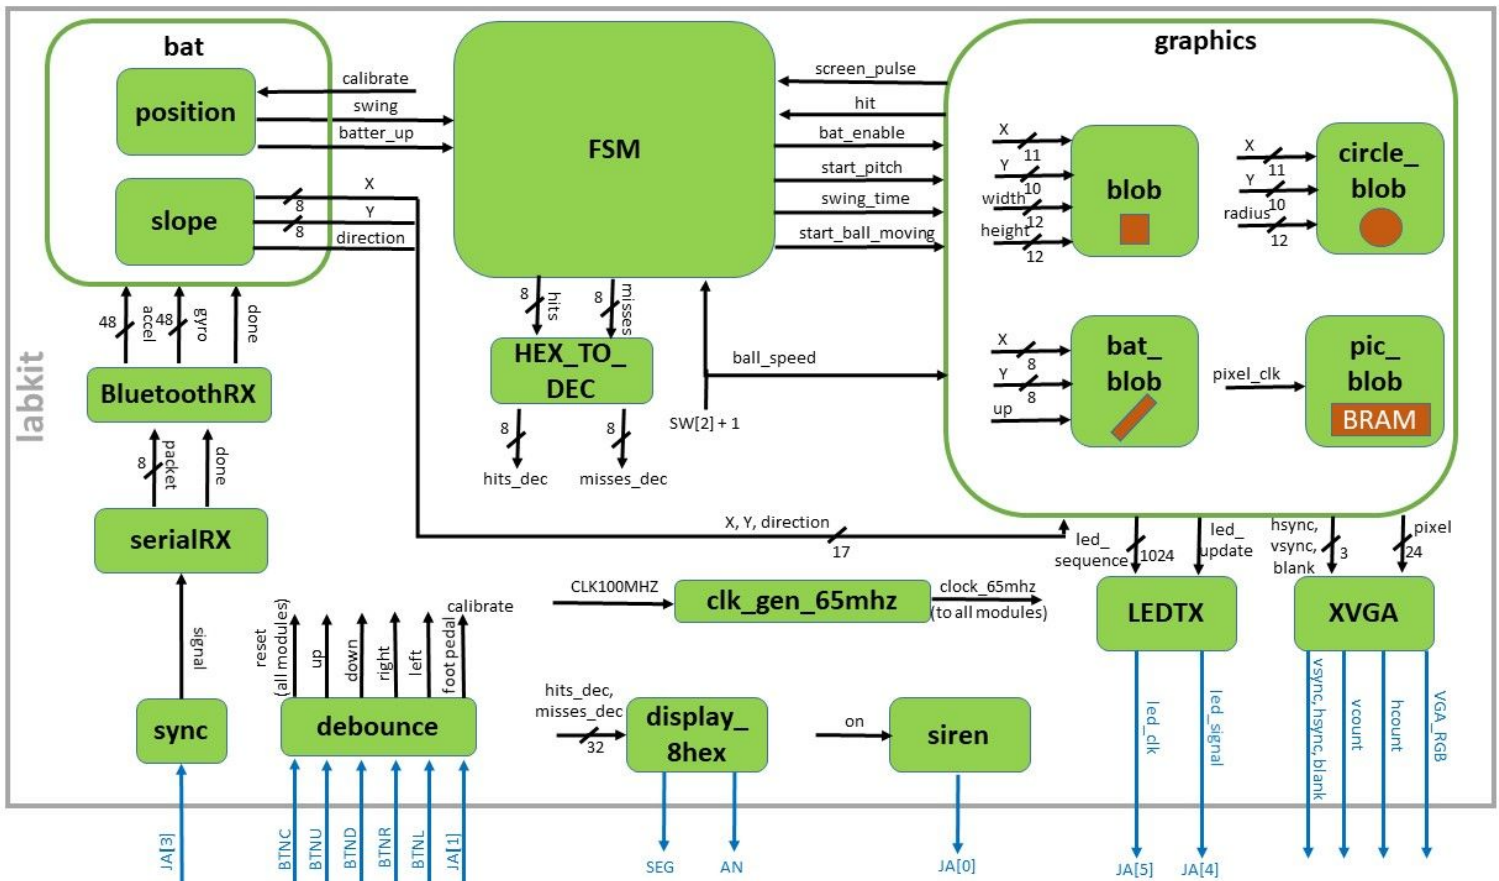 bat
position
slope
calibrate
swing
batter_up
X
8
Y
8
direction
FSM
screen_pulse
hit
bat_enable
start_pitch
swing_time
start_ball_moving
graphics
X
11
Y
10
width
12
height
12
blob
X
11
Y
10
radius
12
circle_
blob
X
8
Y
8
up
bat_
blob
pixel_clk
pic_
blob
BRAM
48
accel
48
gyro
done
BluetoothRX
8
packet
done
serialRX
signal
sync
JA[3]
labkit
8
hits
8
misses
HEX_TO_
DEC
8
8
hits_dec
misses_dec
ball_speed
SW[2] + 1
X, Y, direction
17
led_
sequence
1024
led_
update
hsync,
vsync,
blank
3
pixel
24
CLK100MHZ
clk_gen_65mhz
clock_65mhz
(to all modules)
LEDTX
XVGA
reset
(all modules)
up
down
right
left
foot pedal
calibrate
debounce
BTNC
BTNU
BTND
BTNR
BTNL
JA[1]
hits_dec,
misses_dec
32
display_
8hex
SEG
AN
on
siren
JA[0]
led_clk
led_signal
JA[5]
JA[4]
vsync, hsync, blank
vcount
hcount
VGA_RGB